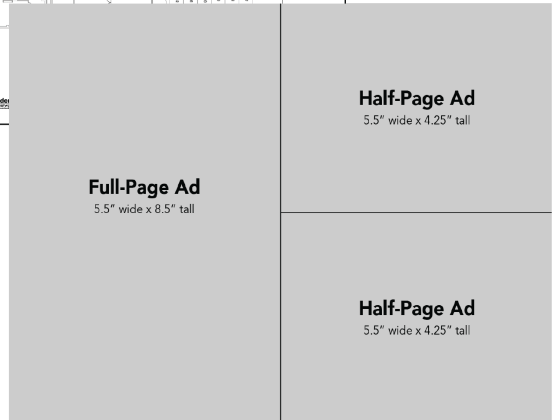 Full-Page Ad
5.5" wide x 8.5" tall
Half-Page Ad
5.5" wide x 4.25" tall
Half-Page Ad
5.5" wide x 4.25" tall